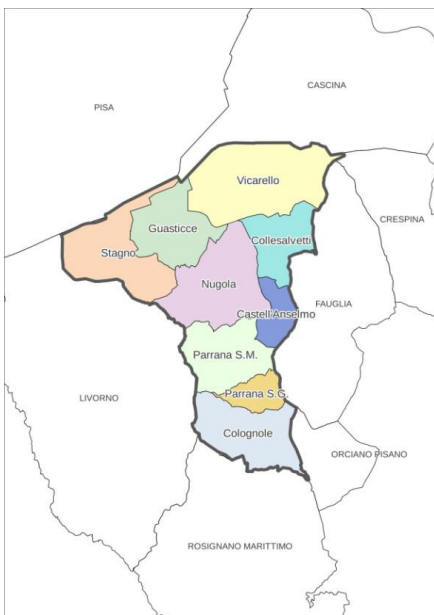 CASCINA
PISA
Vicarello
CRESPINA
Guasticce
Collesalvetti
Stagno
Nugola
FAUGLIA
Castell'Anselmo
Parrana S.M.
Parrana S.G.
LIVORNO
Colognole
ORCIANO PISANO
ROSIGNANO MARITTIMO